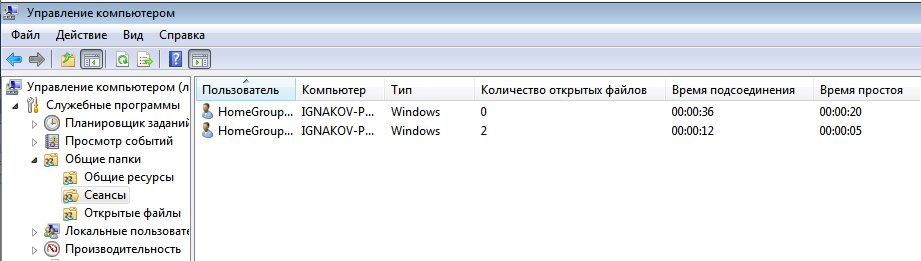 Управление компьютером
Файл Действие Вид Справка
Управление компьютером (л
Служебные программы
Планировщик заданий
Просмотр событий
Общие папки
Общие ресурсы
Сеансы
Открытые файлы
Локальные пользовате
Производительность
Пользователь Компьютер Тип Количество открытых файлов Время подсоединения Время простоя
HomeGroup... IGNAKOV-P... Windows 0 00:00:36 00:00:20
HomeGroup... IGNAKOV-P... Windows 2 00:00:12 00:00:05